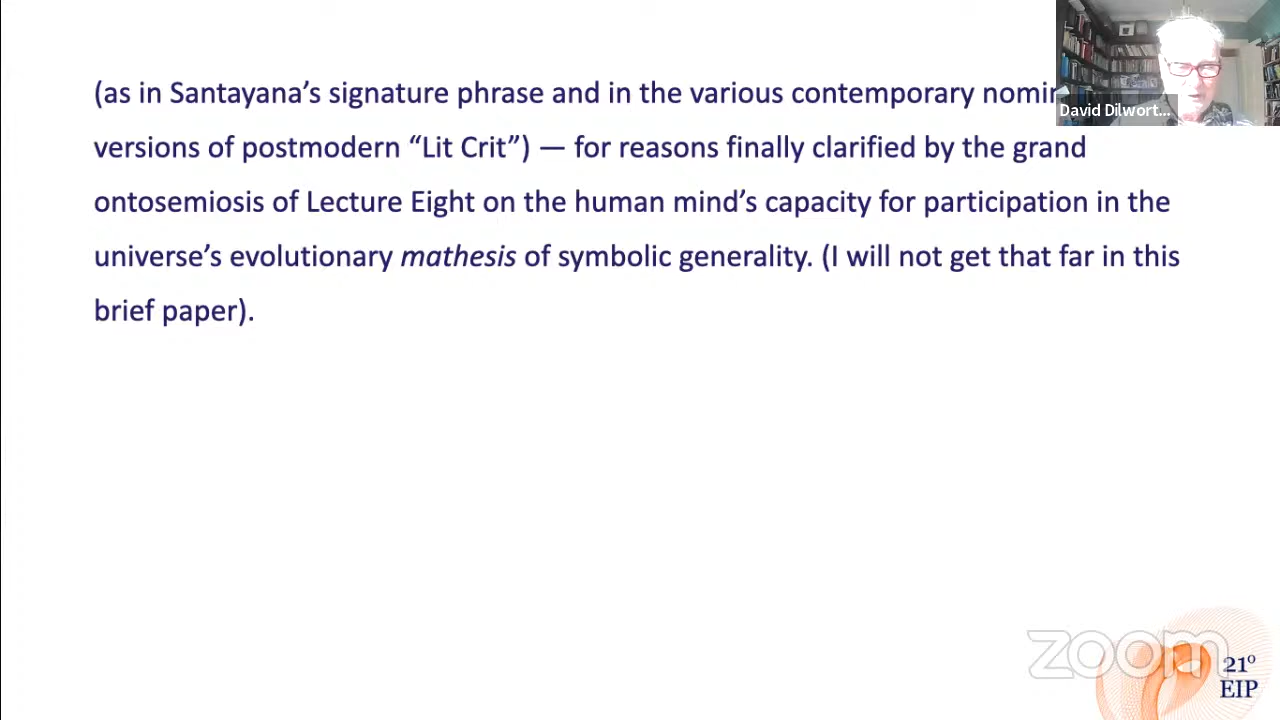 (as in Santayana’s signature phrase and in the various contemporary
versions of postmodern “Lit Crit”) — for reasons finally clarified by the grand
ontosemiosis of Lecture Eight on the human mind’s capacity for participation in the
universe’s evolutionary mathesis of symbolic generality. (I will not get that far in this
brief paper).
David Dilwort...
zoom
21º
EIP